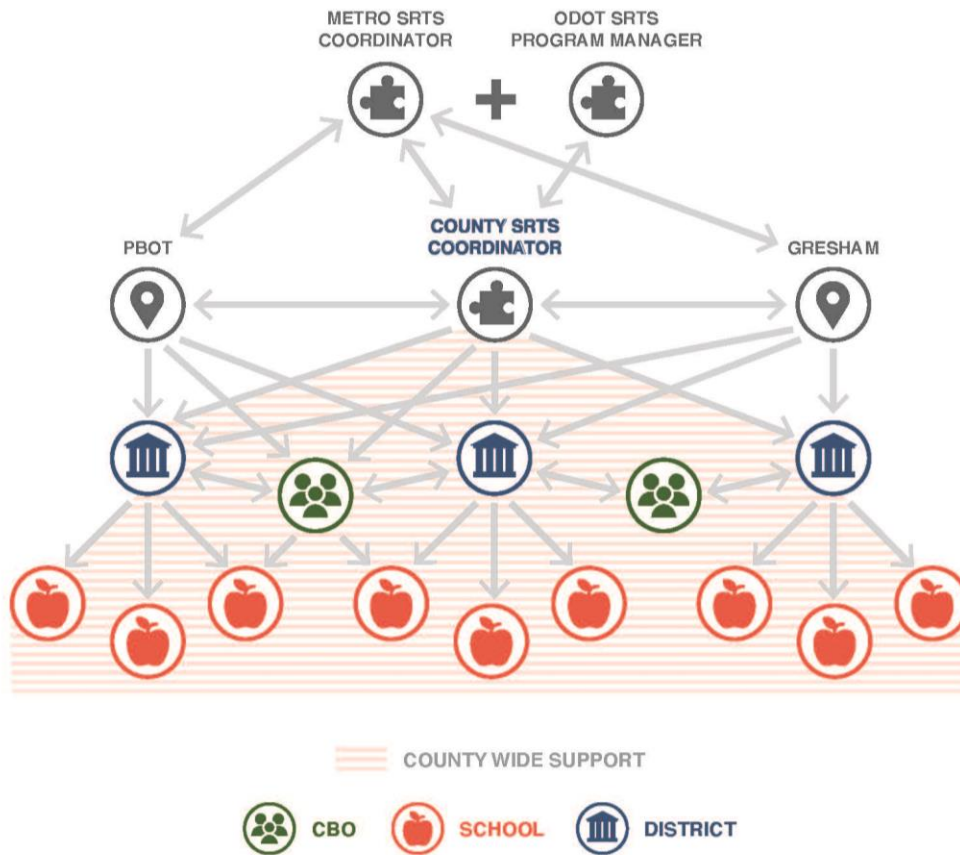 METRO SRTS
COORDINATOR
ODOT SRTS
PROGRAM MANAGER
PBOT
COUNTY SRTS
COORDINATOR
GRESHAM
COUNTY WIDE SUPPORT
CBO
SCHOOL
DISTRICT